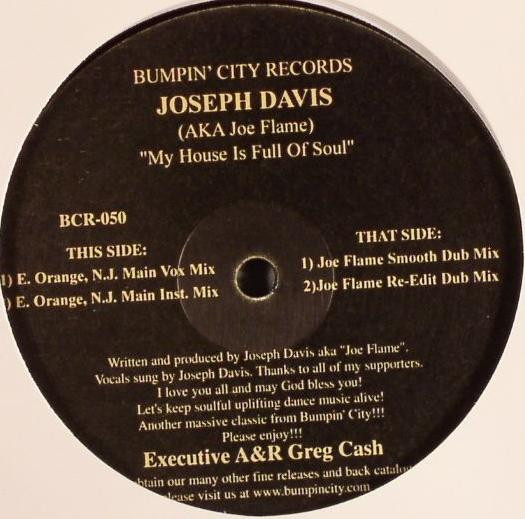 BUMPIN' CITY RECORDS
JOSEPH DAVIS
(AKA Joe Flame)
"My House Is Full Of Soul"
BCR-050
THIS SIDE:
1) E. Orange, N.J. Main Vox Mix
) E. Orange, N.J. Main Inst. Mix
THAT SIDE:
1) Joe Flame Smooth Dub Mix
2)Joe Flame Re-Edit Dub Mix
Written and produced by Joseph Davis aka "Joe Flame".
Vocals sung by Joseph Davis. Thanks to all of my supporters.
I love you all and may God bless you!
Let's keep soulful uplifting dance music alive!
Another massive classic from Bumpin' City!!!
Please enjoy!!!
Executive A&R Greg Cash
our many other fine releases and back
please visit us at www.bumpincity.com